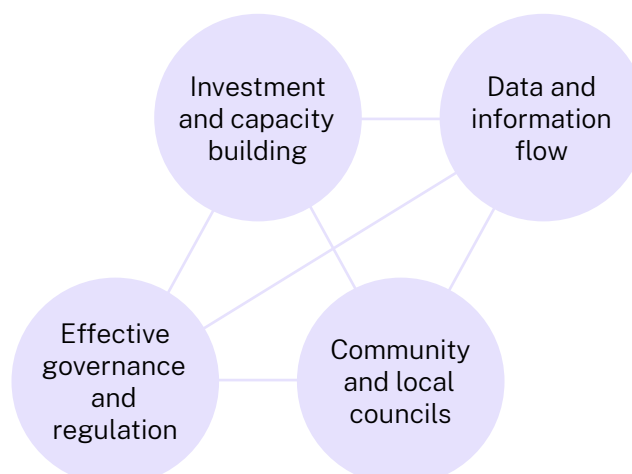 Investment
and capacity
building
Data and
information
flow
Effective
governance
and
regulation
Community
and local
councils